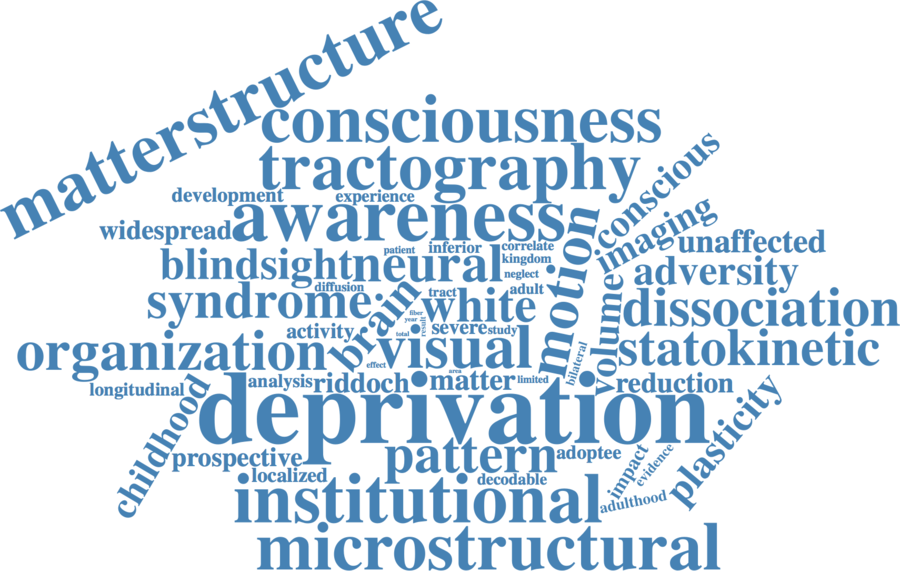 matterstructure
consciousness
tractography
conscious
development
experience
awareness
imaging
widespread
motion
unaffected
patient
inferior
correlate
kingdom
blindsight
neural
neglect
adversity
diffusion
tract
adult
volume
syndrome
brain
white
dissociation
fiber
year
result
activity
total
severe
study
organization
visual
statokinetic
bilateral
effect
area
longitudinal
analysis
riddoch
matter
limited
reduction
childhood
deprivation
plasticity
prospective
pattern
adoptee
impact
evidence
localized
decodable
institutional
adulthood
microstructural